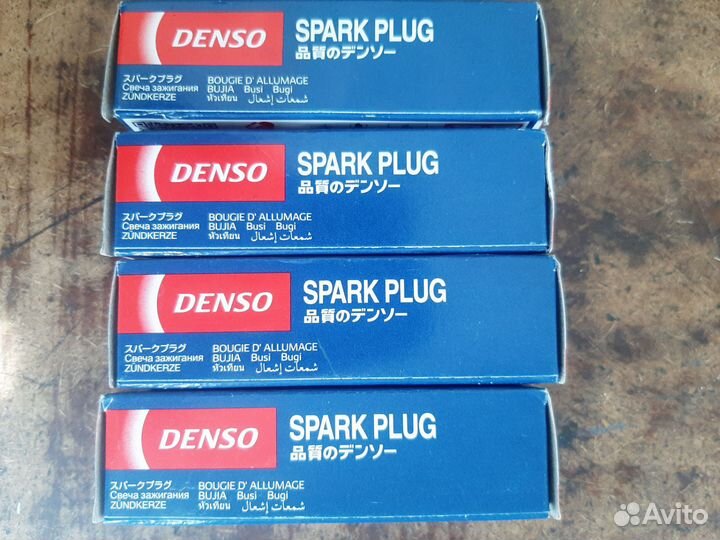 DENSO
SPARK PLUG
品質のデンソー
スパークプラグ BOUGIE D' ALLUMAGE
Свеча зажигания BUJIA Busi Bugi
ZÜNDKERZE หัวเทียน شمعات إشعال
DENSO
SPARK PLUG
品質のデンソー
スパークプラグ BOUGIE D' ALLUMAGE
Свеча зажигания BUJIA Busi Bugi
ZÜNDKERZE หัวเทียน شمعات إشعال
DENSO
SPARK PLUG
品質のデンソー
スパークプラグ BOUGIE D' ALLUMAGE
Свеча зажигания BUJIA Busi Bugi
ZÜNDKERZE หัวเทียน شمعات إشعال
DENSO
SPARK PLUG
品質のデンソー
スパークプラグ BOUGIE D' ALLUMAGE
Свеча зажигания BUJIA Busi Bugi
ZÜNDKERZE หัวเทียน شمعات إشعال
Avito